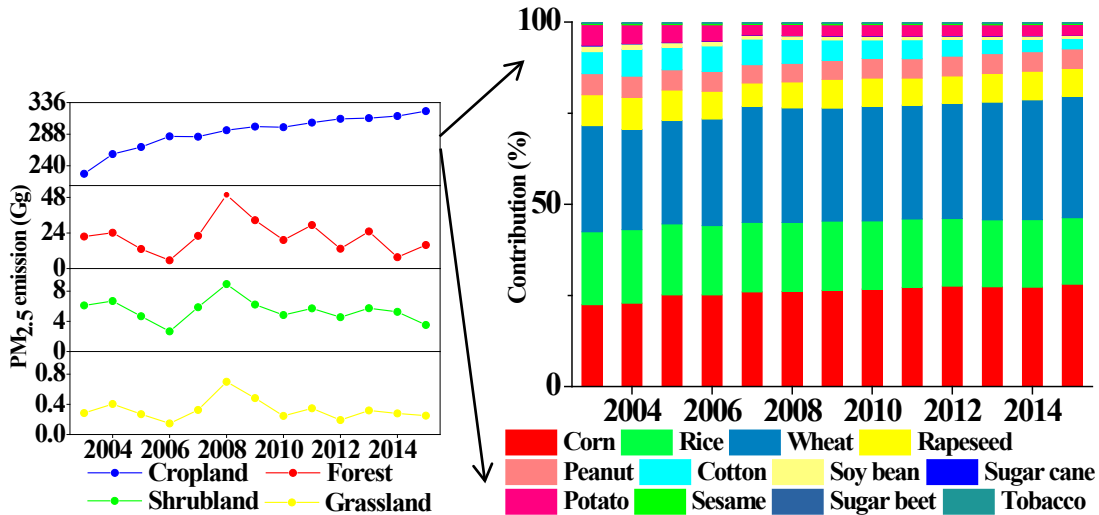 PM2.5 emission (Gg)
336
288
240
48
24
0
8
4
0
0.8
0.4
0.0
2004 2006 2008 2010 2012 2014
Cropland Forest
Shrubland Grassland
Contribution (%)
100
50
0
2004 2006 2008 2010 2012 2014
Corn Rice Wheat Rapeseed
Peanut Cotton Soy bean Sugar cane
Potato Sesame Sugar beet Tobacco